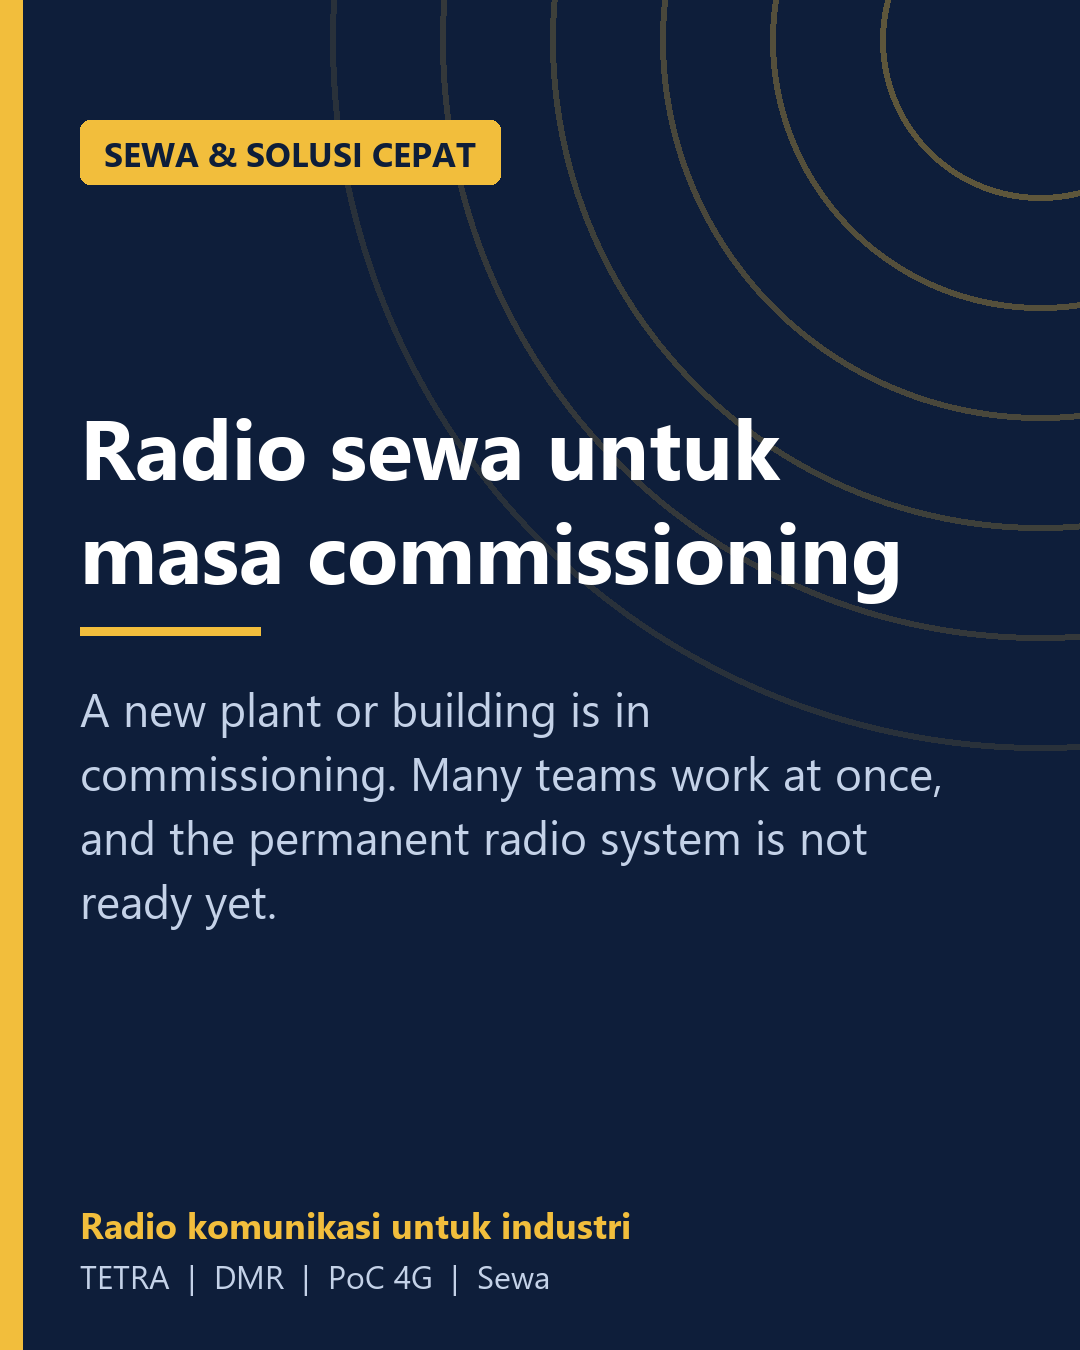 SEWA & SOLUSI CEPAT
Radio sewa untuk
masa commissioning
A new plant or building is in
commissioning. Many teams work at once,
and the permanent radio system is not
ready yet.
Radio komunikasi untuk industri
TETRA | DMR | PoC 4G | Sewa